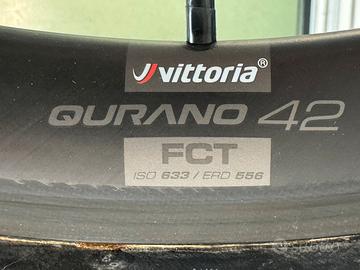 vittoria®
QURANO 42
FCT
ISO 633 / ERD 556